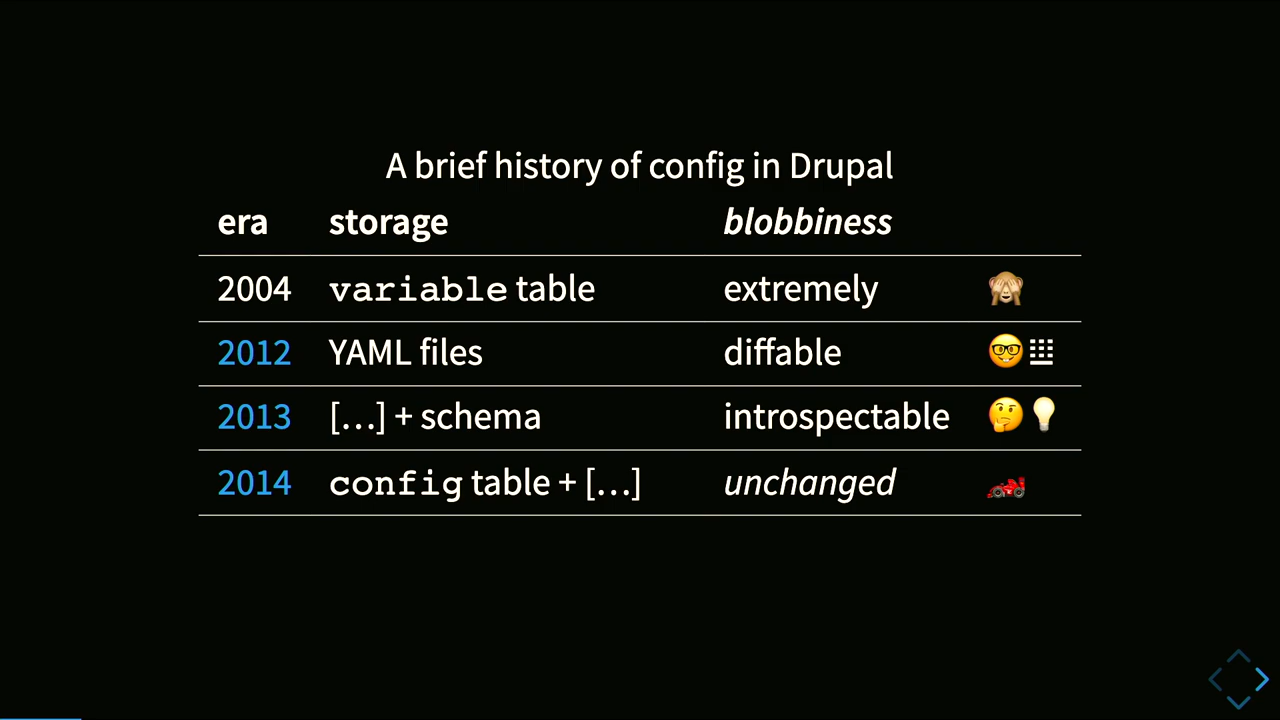 A brief history of config in Drupal
era storage blobbiness
2004 variable table extremely 🙈
2012 YAML files diffable 🤓𝍖
2013 […] + schema introspectable 🤔💡
2014 config table + […] unchanged 🏎️